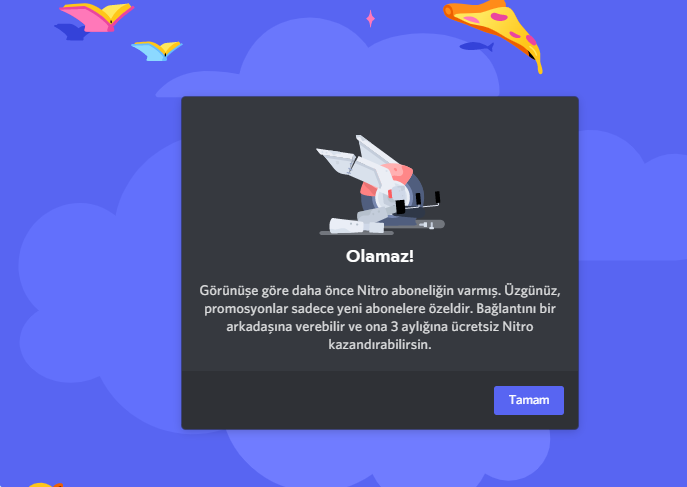 Olamaz!
Görünüşe göre daha önce Nitro aboneliğin varmış. Üzgünüz,
promosyonlar sadece yeni abonelere özeldir. Bağlantını bir
arkadaşına verebilir ve ona 3 aylığına ücretsiz Nitro
kazandırabilirsin.
Tamam